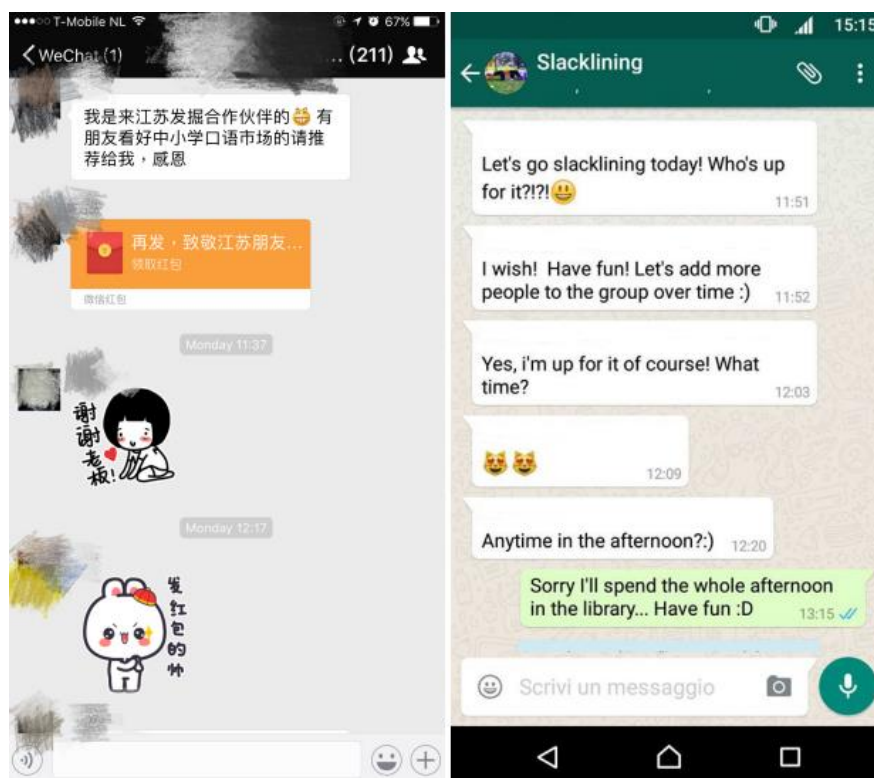 T-Mobile NL
67%
WeChat (1)
... (211)
我是来江苏发掘合作伙伴的😁有
朋友看好中小学口语市场的请推
荐给我，感恩
再发，致敬江苏朋友...
领取红包
微信红包
Monday 11:37
谢谢老板!
Monday 12:17
发红包的帅
15:15
Slacklining
Let's go slacklining today! Who's up
for it?!?!😃
11:51
I wish!  Have fun! Let's add more
people to the group over time :)
11:52
Yes, i'm up for it of course! What
time?
12:03
😻😻
12:09
Anytime in the afternoon?:)
12:20
Sorry I'll spend the whole afternoon
in the library... Have fun :D
13:15
Scrivi un messaggio